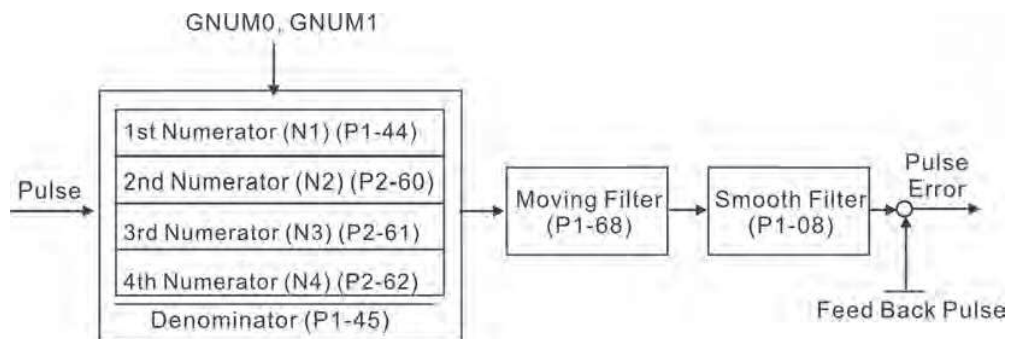 GNUM0, GNUM1
1st Numerator (N1) (P1-44)
2nd Numerator (N2) (P2-60)
3rd Numerator (N3) (P2-61)
4th Numerator (N4) (P2-62)
Denominator (P1-45)
Pulse
Moving Filter
(P1-68)
Smooth Filter
(P1-08)
Pulse
Error
Feed Back Pulse